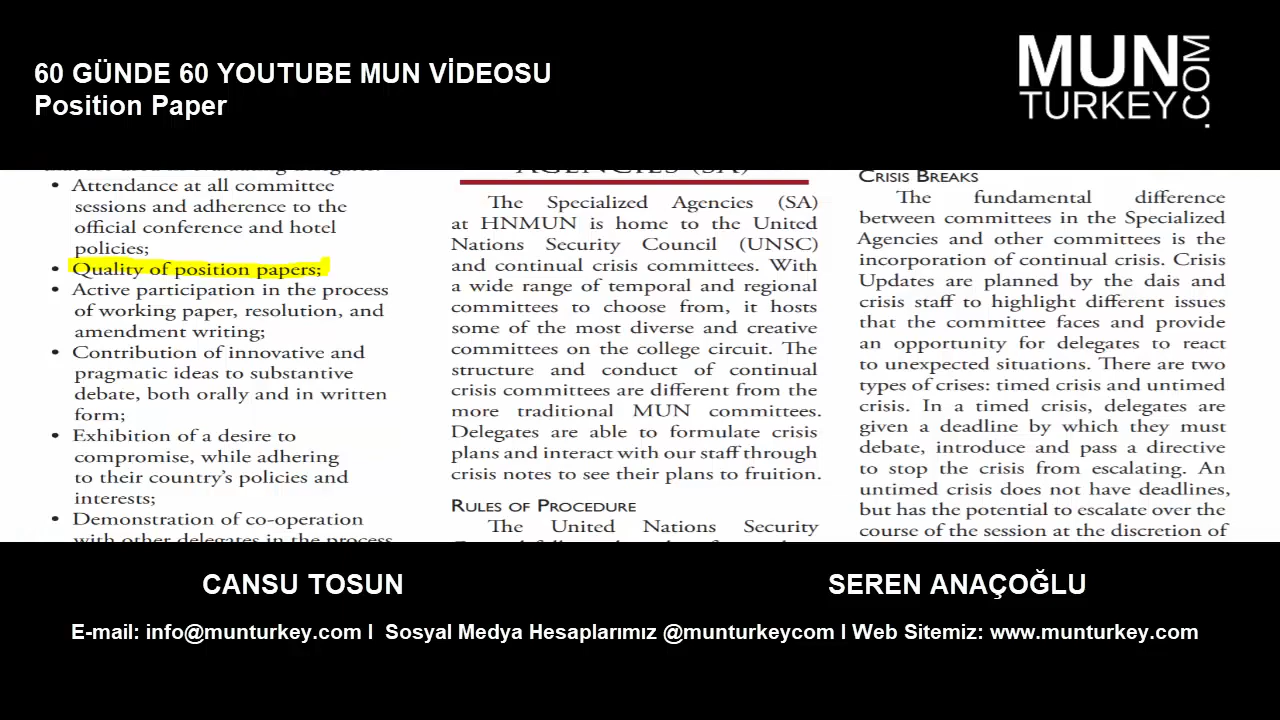 60 GÜNDE 60 YOUTUBE MUN VİDEOSU
Position Paper
MUN
TURKEY
.COM
that are used in evaluating delegates:
• Attendance at all committee
sessions and adherence to the
official conference and hotel
policies;
• Quality of position papers;
• Active participation in the process
of working paper, resolution, and
amendment writing;
• Contribution of innovative and
pragmatic ideas to substantive
debate, both orally and in written
form;
• Exhibition of a desire to
compromise, while adhering
to their country's policies and
interests;
• Demonstration of co-operation
with other delegates in the process
AGENCIES (SA)
The Specialized Agencies (SA)
at HNMUN is home to the United
Nations Security Council (UNSC)
and continual crisis committees. With
a wide range of temporal and regional
committees to choose from, it hosts
some of the most diverse and creative
committees on the college circuit. The
structure and conduct of continual
crisis committees are different from the
more traditional MUN committees.
Delegates are able to formulate crisis
plans and interact with our staff through
crisis notes to see their plans to fruition.
RULES OF PROCEDURE
The United Nations Security
CRISIS BREAKS
The fundamental difference
between committees in the Specialized
Agencies and other committees is the
incorporation of continual crisis. Crisis
Updates are planned by the dais and
crisis staff to highlight different issues
that the committee faces and provide
an opportunity for delegates to react
to unexpected situations. There are two
types of crises: timed crisis and untimed
crisis. In a timed crisis, delegates are
given a deadline by which they must
debate, introduce and pass a directive
to stop the crisis from escalating. An
untimed crisis does not have deadlines,
but has the potential to escalate over the
course of the session at the discretion of
CANSU TOSUN
SEREN ANAÇOĞLU
E-mail: info@munturkey.com I Sosyal Medya Hesaplarımız @munturkeycom I Web Sitemiz: www.munturkey.com